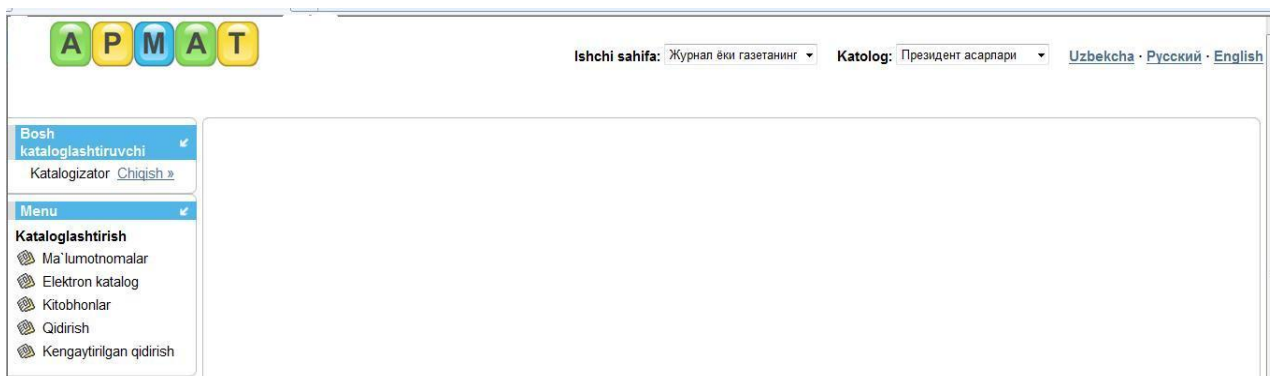 АРМАТ
Ishchi sahifa: Журнал ёки газетанинг Katolog: Президент асарлари Uzbekcha · Русский · English
Bosh
kataloglashtiruvchi
Katalogizator Chiqish »
Menu
Kataloglashtirish
Ma`lumotnomalar
Elektron katalog
Kitobhonlar
Qidirish
Kengaytirilgan qidirish